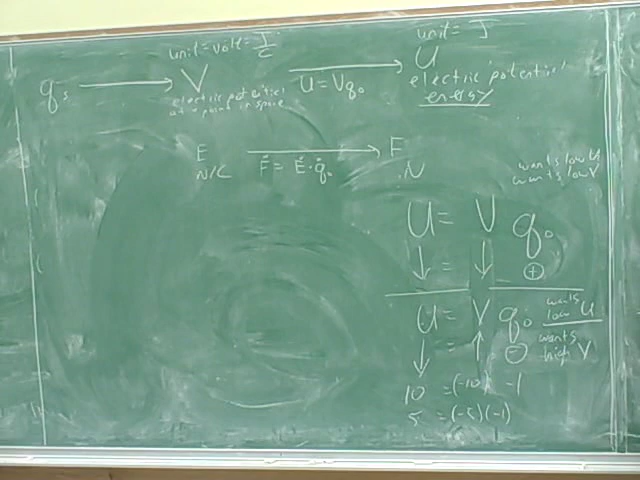 unit = volt = J/C
unit = J
qs → V → U
U = Vq₀
electric potential
at a point in space
electric potential
energy
E → F
N/C F⃗ = E⃗·q₀ N
wants low U
wants low V
U = V q₀
↓ = ↓ ⊕
U = V q₀ wants low U
↓ = ↑ ⊖ wants high V
10 = (-10) -1
5 = (-5)(-1)